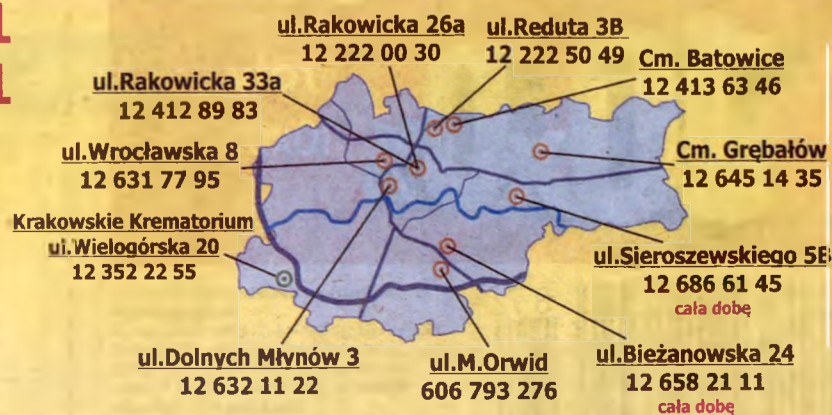 ul.Rakowicka 26a
12 222 00 30
ul.Reduta 3B
12 222 50 49
Cm. Batowice
12 413 63 46
ul.Rakowicka 33a
12 412 89 83
ul.Wrocławska 8
12 631 77 95
Cm. Grębałów
12 645 14 35
Krakowskie Krematorium
ul.Wielogórska 20
12 352 22 55
ul.Sieroszewskiego 5B
12 686 61 45
cała dobę
ul.Dolnych Młynów 3
12 632 11 22
ul.M.Orwid
606 793 276
ul.Bieżanowska 24
12 658 21 11
cała dobę